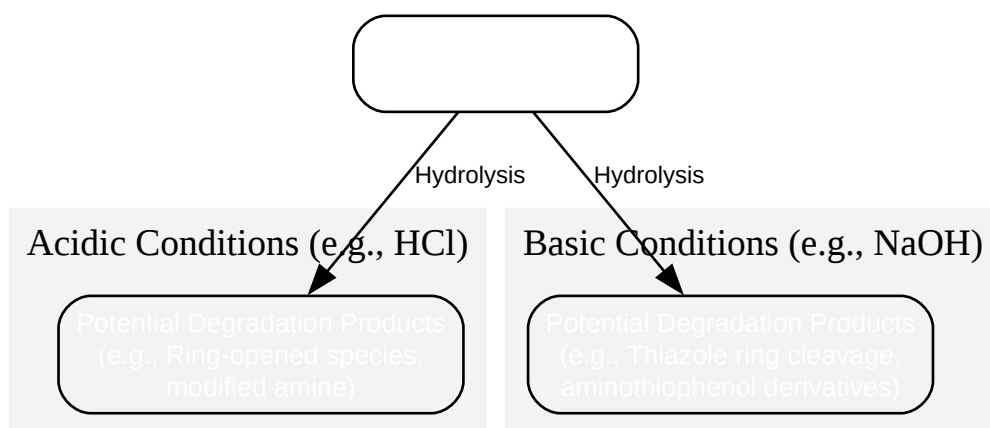 Hydrolysis
Hydrolysis
Acidic Conditions (e.g., HCl)
Basic Conditions (e.g., NaOH)
Potential Degradation Products
(e.g., Ring-opened species,
modified amine)
Potential Degradation Products
(e.g., Thiazole ring cleavage,
aminothiophenol derivatives)